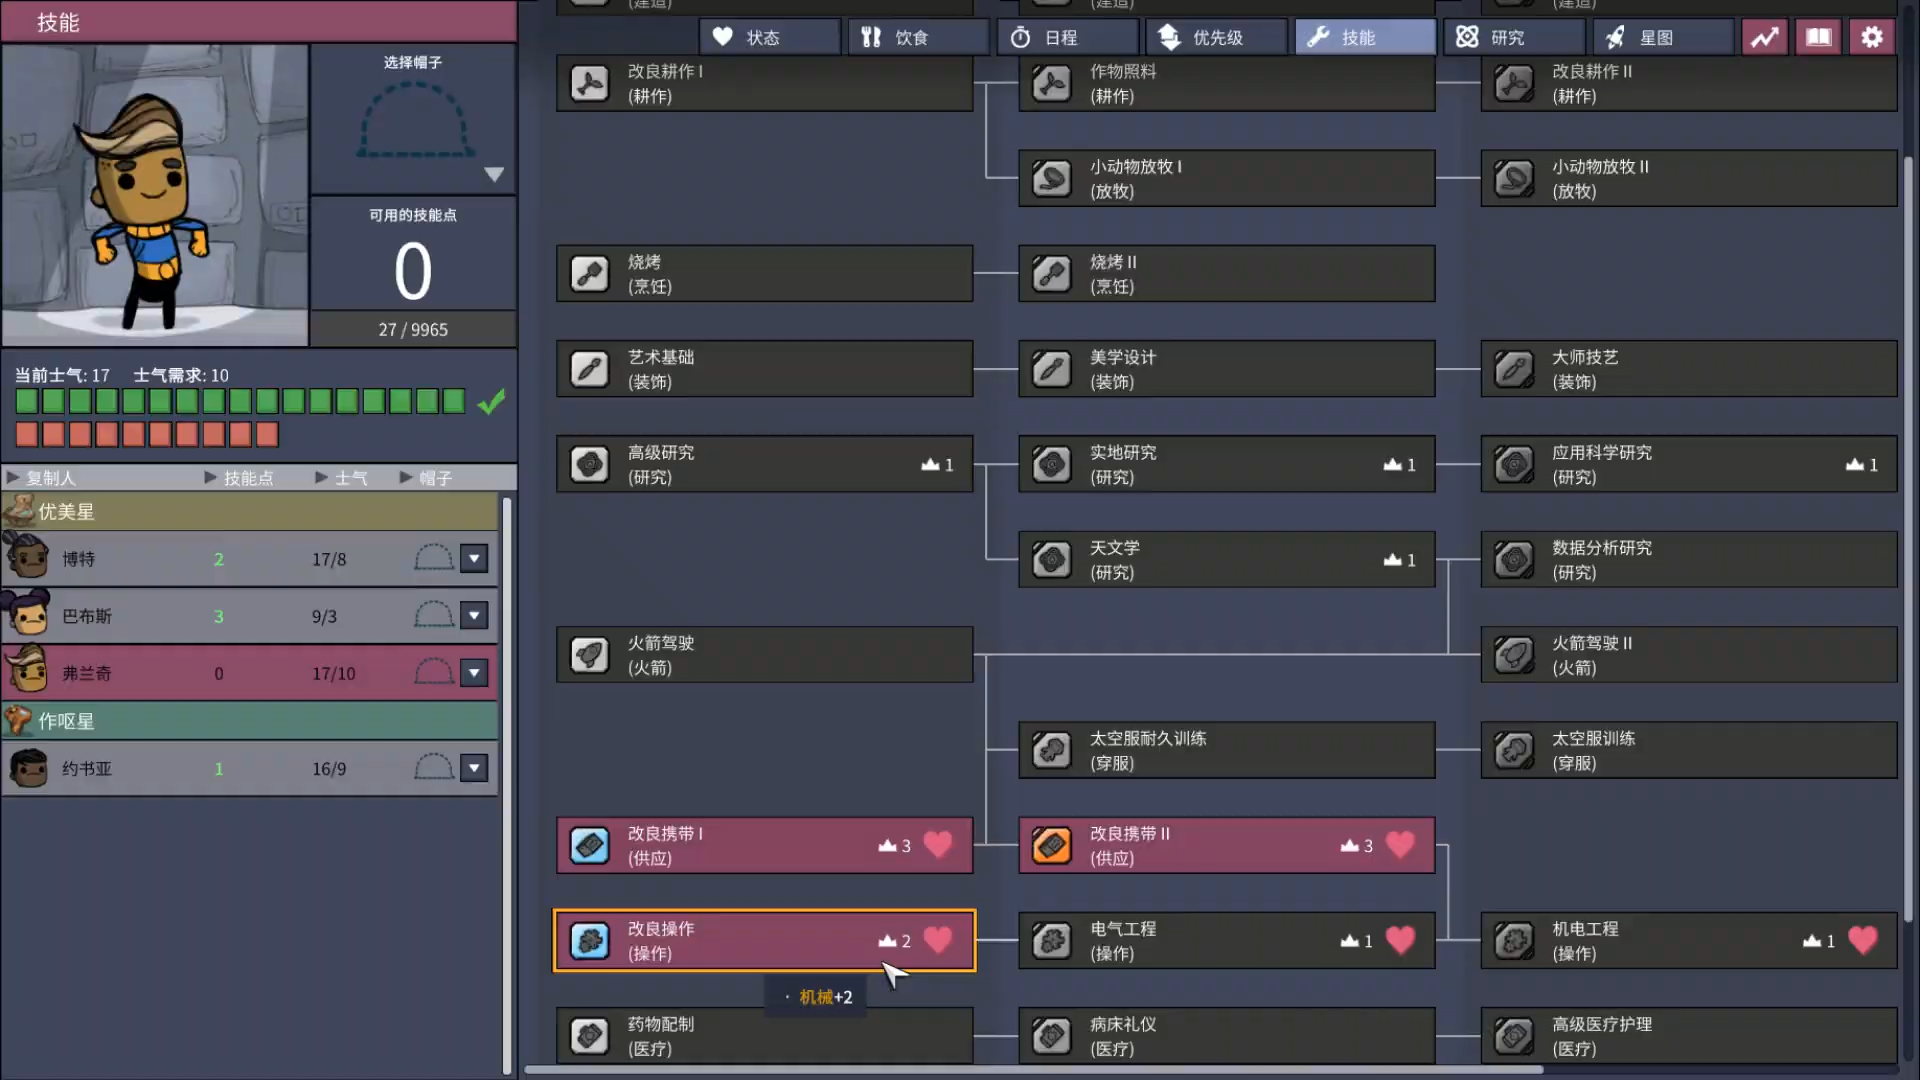 技能
状态
饮食
日程
优先级
技能
研究
星图
选择帽子
可用的技能点
0
27 / 9965
当前士气: 17 士气需求: 10
复制人 技能点 士气 帽子
优美星
博特 2 17/8
巴布斯 3 9/3
弗兰奇 0 17/10
作呕星
约书亚 1 16/9
(建造)
(建造)
改良耕作 I
(耕作)
作物照料
(耕作)
改良耕作 II
(耕作)
小动物放牧 I
(放牧)
小动物放牧 II
(放牧)
烧烤
(烹饪)
烧烤 II
(烹饪)
艺术基础
(装饰)
美学设计
(装饰)
大师技艺
(装饰)
高级研究
(研究)
1
实地研究
(研究)
1
应用科学研究
(研究)
1
天文学
(研究)
1
数据分析研究
(研究)
火箭驾驶
(火箭)
火箭驾驶 II
(火箭)
太空服耐久训练
(穿服)
太空服训练
(穿服)
改良携带 I
(供应)
3
改良携带 II
(供应)
3
改良操作
(操作)
2
电气工程
(操作)
1
机电工程
(操作)
1
· 机械+2
药物配制
(医疗)
病床礼仪
(医疗)
高级医疗护理
(医疗)